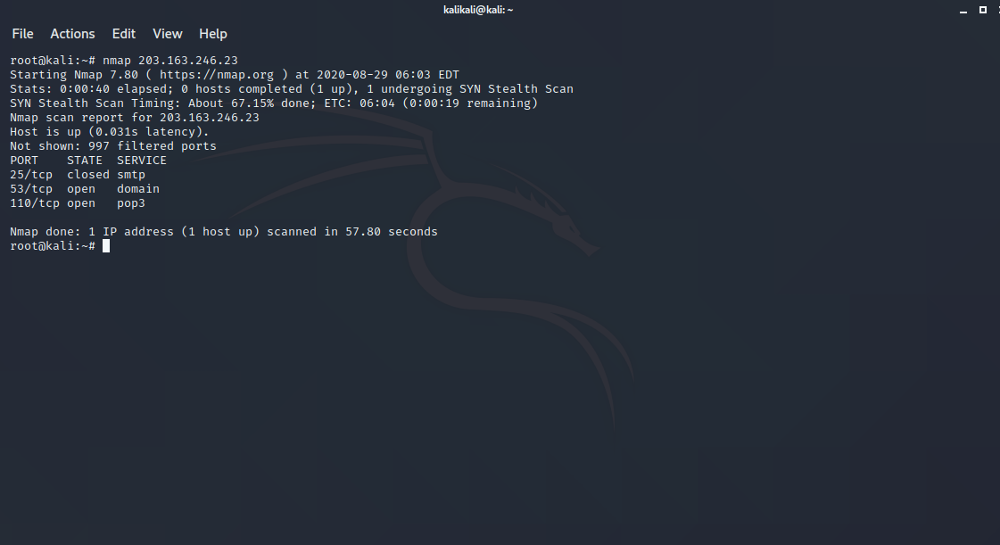 kalikali@kali: ~
File Actions Edit View Help
root@kali:~# nmap 203.163.246.23
Starting Nmap 7.80 ( https://nmap.org ) at 2020-08-29 06:03 EDT
Stats: 0:00:40 elapsed; 0 hosts completed (1 up), 1 undergoing SYN Stealth Scan
SYN Stealth Scan Timing: About 67.15% done; ETC: 06:04 (0:00:19 remaining)
Nmap scan report for 203.163.246.23
Host is up (0.031s latency).
Not shown: 997 filtered ports
PORT    STATE  SERVICE
25/tcp  closed smtp
53/tcp  open   domain
110/tcp open   pop3
Nmap done: 1 IP address (1 host up) scanned in 57.80 seconds
root@kali:~#